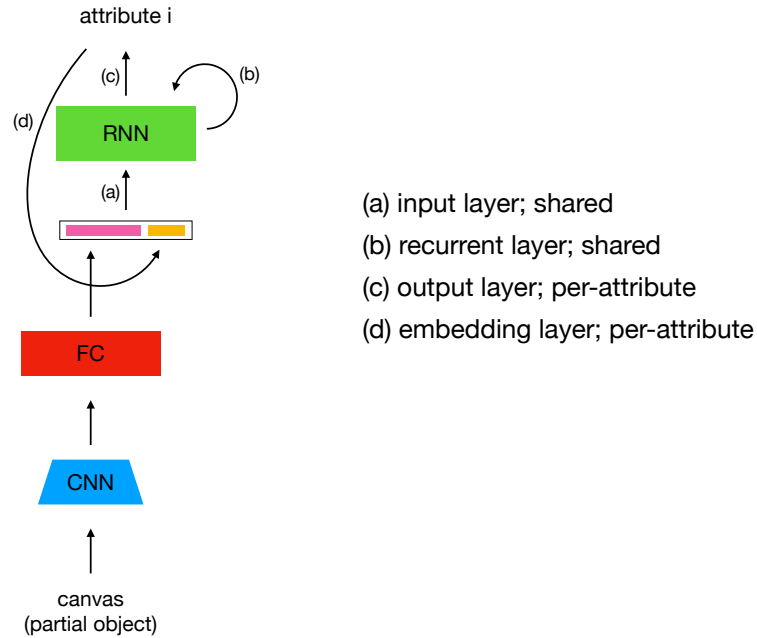 attribute i
(c)
(b)
(d)
RNN
(a)
FC
CNN
canvas
(partial object)
(a) input layer; shared
(b) recurrent layer; shared
(c) output layer; per-attribute
(d) embedding layer; per-attribute